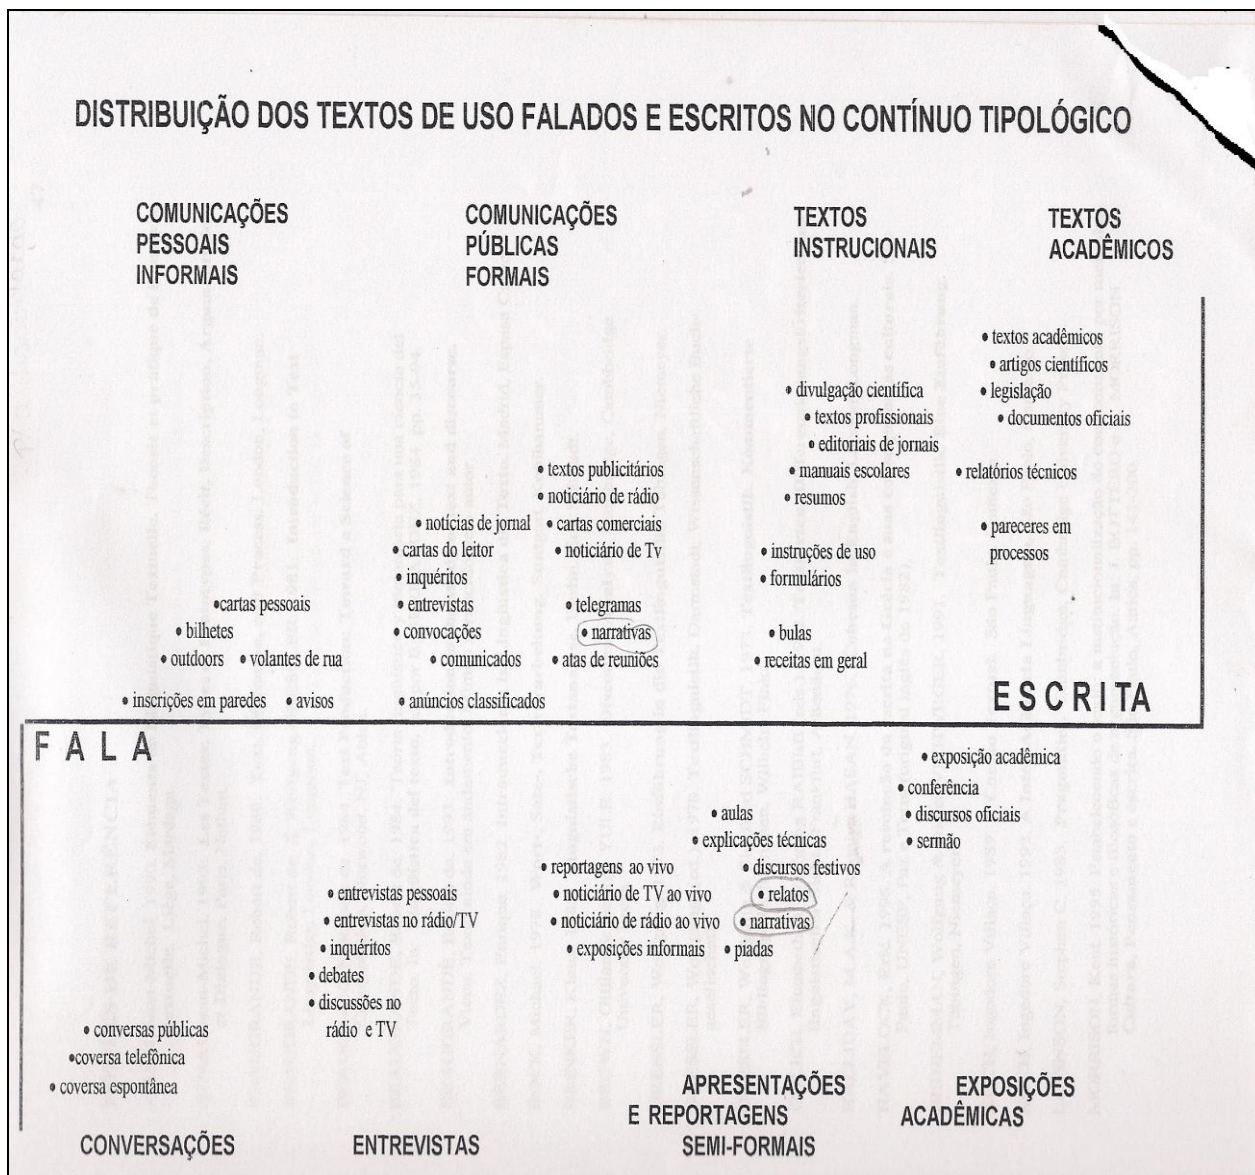 DISTRIBUIÇÃO DOS TEXTOS DE USO FALADOS E ESCRITOS NO CONTÍNUO TIPOLÓGICO
COMUNICAÇÕES
PESSOAIS
INFORMAIS
COMUNICAÇÕES
PÚBLICAS
FORMAIS
TEXTOS
INSTRUCIONAIS
TEXTOS
ACADÊMICOS
• cartas pessoais
• bilhetes
• outdoors • volantes de rua
• inscrições em paredes • avisos
• notícias de jornal
• cartas do leitor
• inquéritos
• entrevistas
• convocações
• comunicados
• anúncios classificados
• textos publicitários
• noticiário de rádio
• cartas comerciais
• noticiário de Tv
• telegramas
• narrativas
• atas de reuniões
• divulgação científica
• textos profissionais
• editoriais de jornais
• manuais escolares
• resumos
• instruções de uso
• formulários
• bulas
• receitas em geral
• textos acadêmicos
• artigos científicos
• legislação
• documentos oficiais
• relatórios técnicos
• pareceres em
processos
ESCRITA
FALA
• conversas públicas
•coversa telefônica
• coversa espontânea
• entrevistas pessoais
• entrevistas no rádio/TV
• inquéritos
• debates
• discussões no
rádio e TV
• reportagens ao vivo
• noticiário de TV ao vivo
• noticiário de rádio ao vivo
• exposições informais
• aulas
• explicações técnicas
• discursos festivos
• relatos
• narrativas
• piadas
• exposição acadêmica
• conferência
• discursos oficiais
• sermão
CONVERSAÇÕES
ENTREVISTAS
APRESENTAÇÕES
E REPORTAGENS
SEMI-FORMAIS
EXPOSIÇÕES
ACADÊMICAS